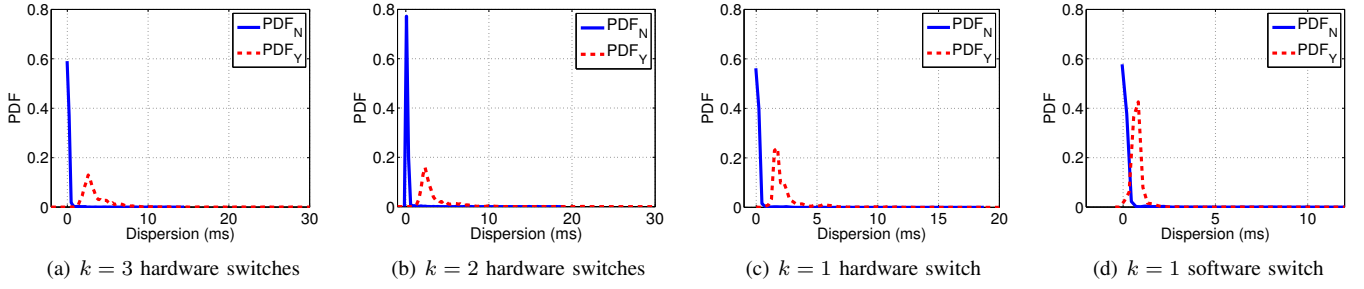 0.8
0.6
0.4
0.2
0
PDF
0
10
20
30
Dispersion (ms)
PDF_N
PDF_Y
(a) k = 3 hardware switches
0.8
0.6
0.4
0.2
0
PDF
0
10
20
30
Dispersion (ms)
PDF_N
PDF_Y
(b) k = 2 hardware switches
0.8
0.6
0.4
0.2
0
PDF
0
5
10
15
20
Dispersion (ms)
PDF_N
PDF_Y
(c) k = 1 hardware switch
0.8
0.6
0.4
0.2
0
PDF
0
5
10
Dispersion (ms)
PDF_N
PDF_Y
(d) k = 1 software switch